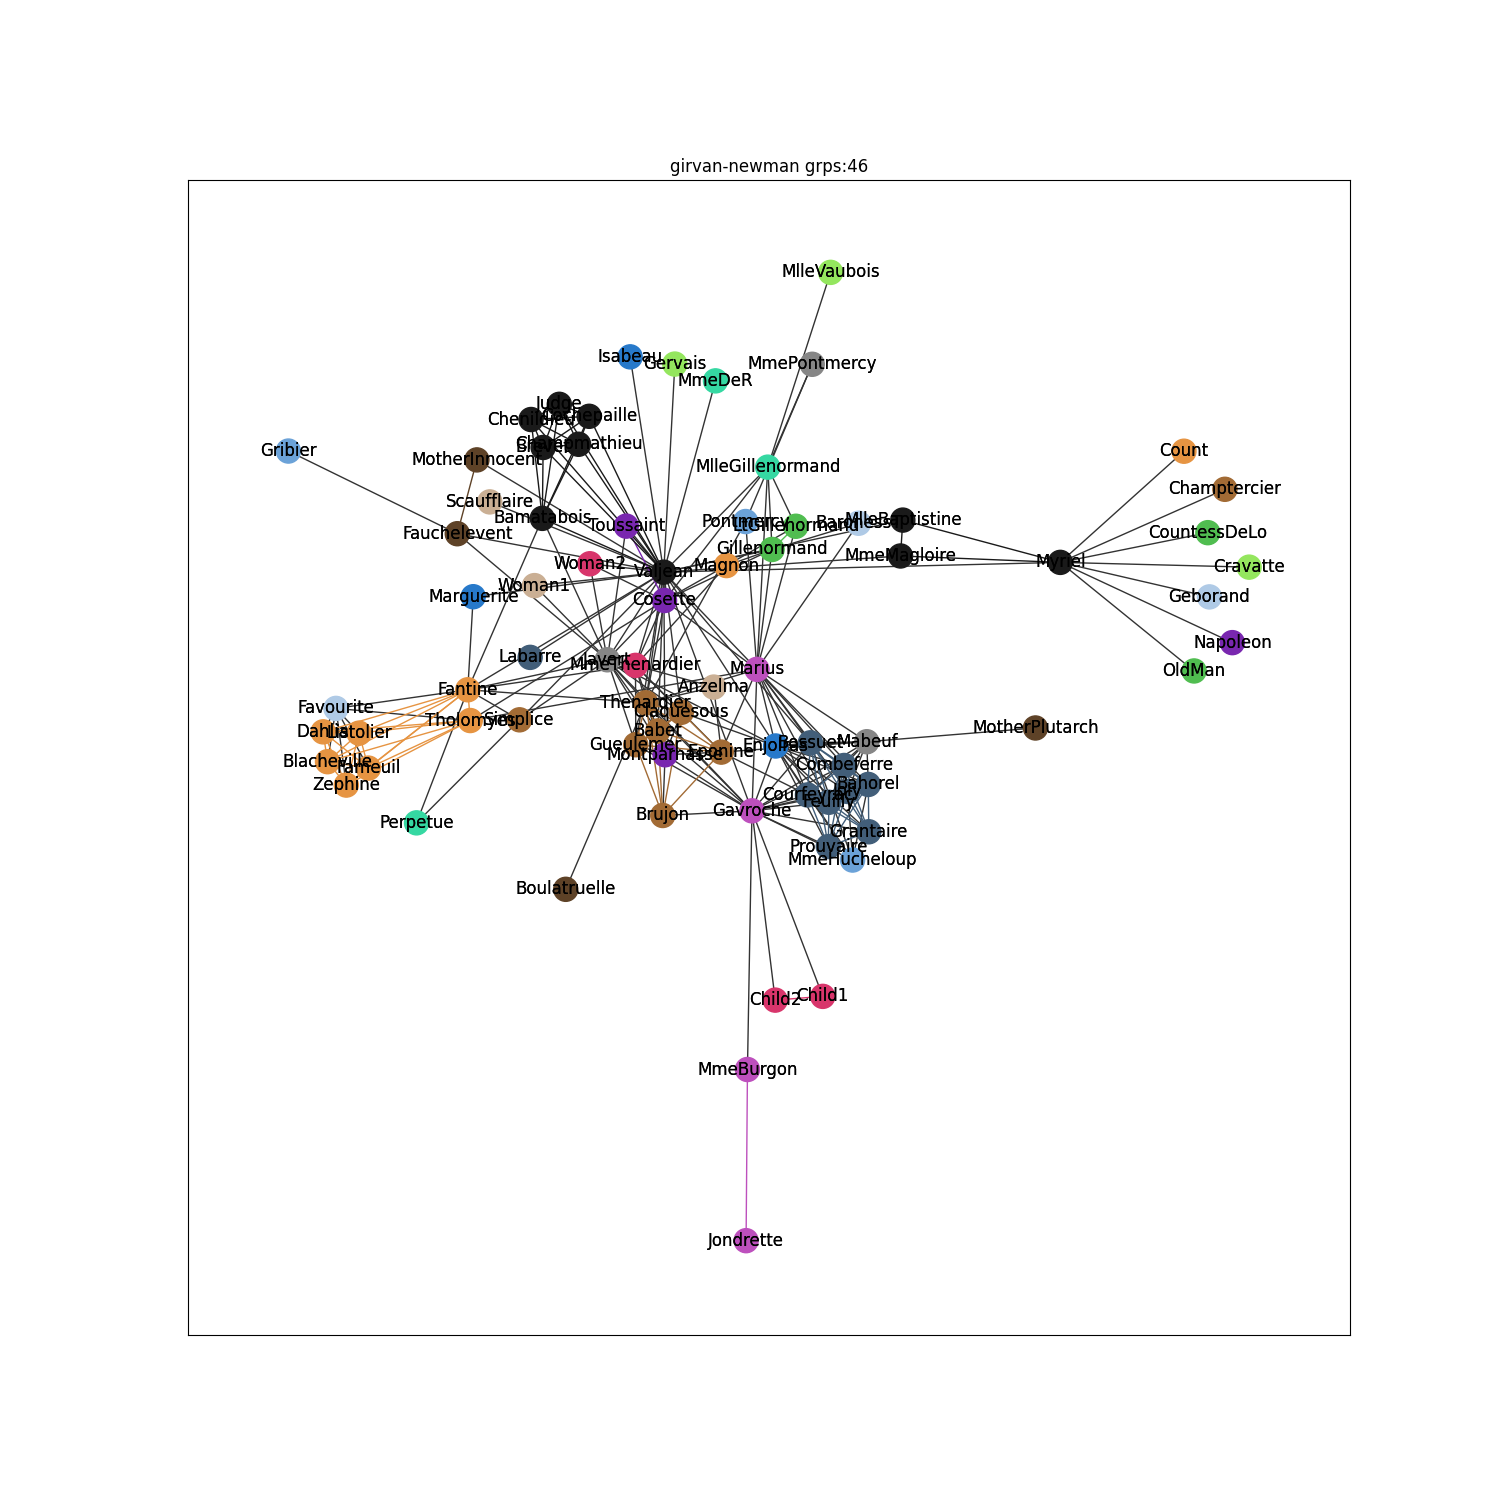 girvan-newman grps:46
MlleVaubois
Isabeau
Gervais
MmePontmercy
MmeDeR
Judge
Chenildieu
Cochepaille
Brevet
Champmathieu
Gribier
MotherInnocent
MlleGillenormand
Count
Champtercier
Scaufflaire
Bamatabois
Toussaint
Pontmercy
LtGillenormand
BaronessT
MlleBaptistine
Fauchelevent
CountessDeLo
Gillenormand
MmeMagloire
Woman2
Valjean
Magnon
Myriel
Cravatte
Woman1
Marguerite
Cosette
Geborand
Napoleon
Labarre
Javert
MmeThenardier
Marius
OldMan
Fantine
Anzelma
Favourite
Thenardier
Claquesous
Tholomyes
Simplice
Dahlia
Listolier
Babet
MotherPlutarch
Gueulemer
Montparnasse
Eponine
Enjolras
Bossuet
Mabeuf
Blacheville
Fameuil
Combeferre
Zephine
Bahorel
Courfeyrac
Joly
Feuilly
Perpetue
Brujon
Gavroche
Grantaire
Prouvaire
MmeHucheloup
Boulatruelle
Child2
Child1
MmeBurgon
Jondrette